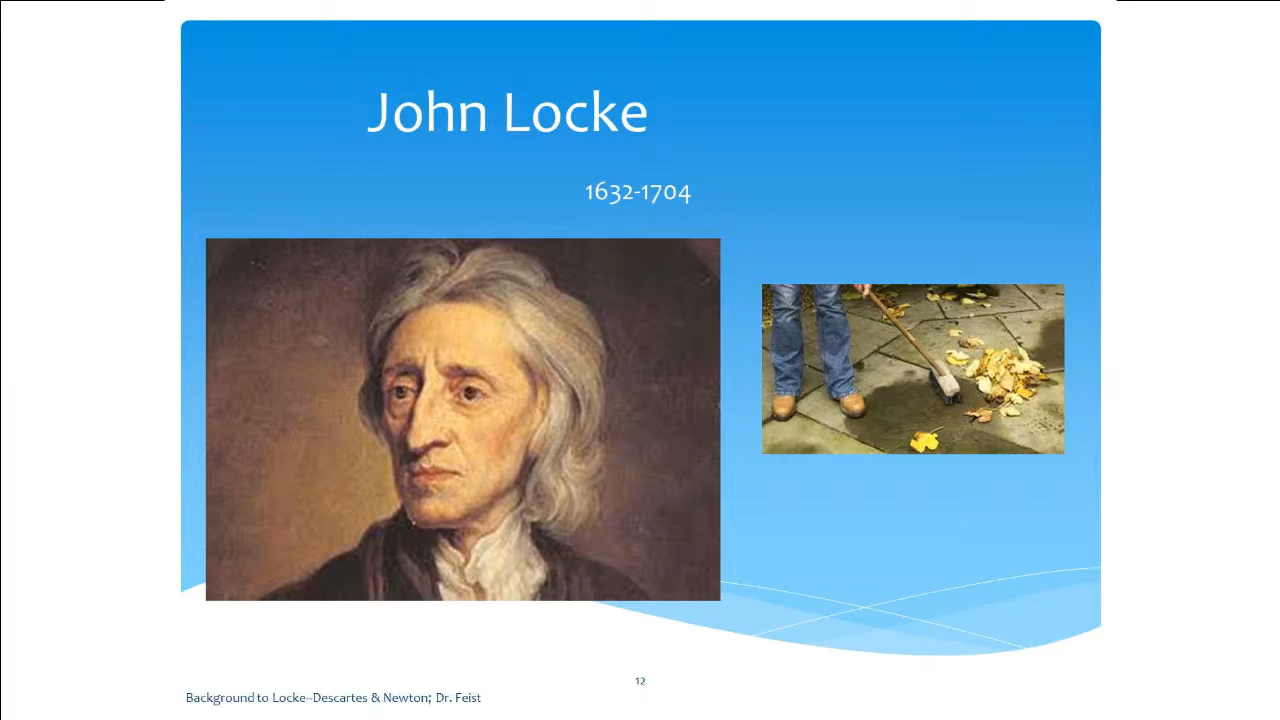 John Locke
1632-1704
12
Background to Locke--Descartes & Newton; Dr. Feist